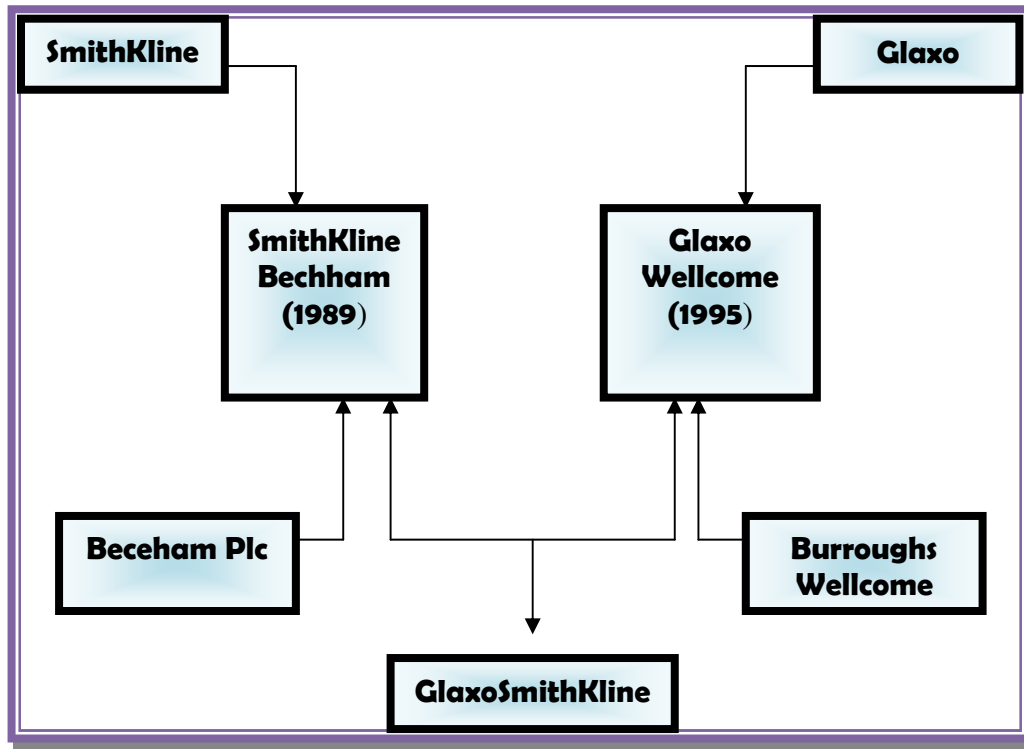 SmithKline
Glaxo
SmithKline
Bechham
(1989)
Glaxo
Wellcome
(1995)
Beceham Plc
Burroughs
Wellcome
GlaxoSmithKline